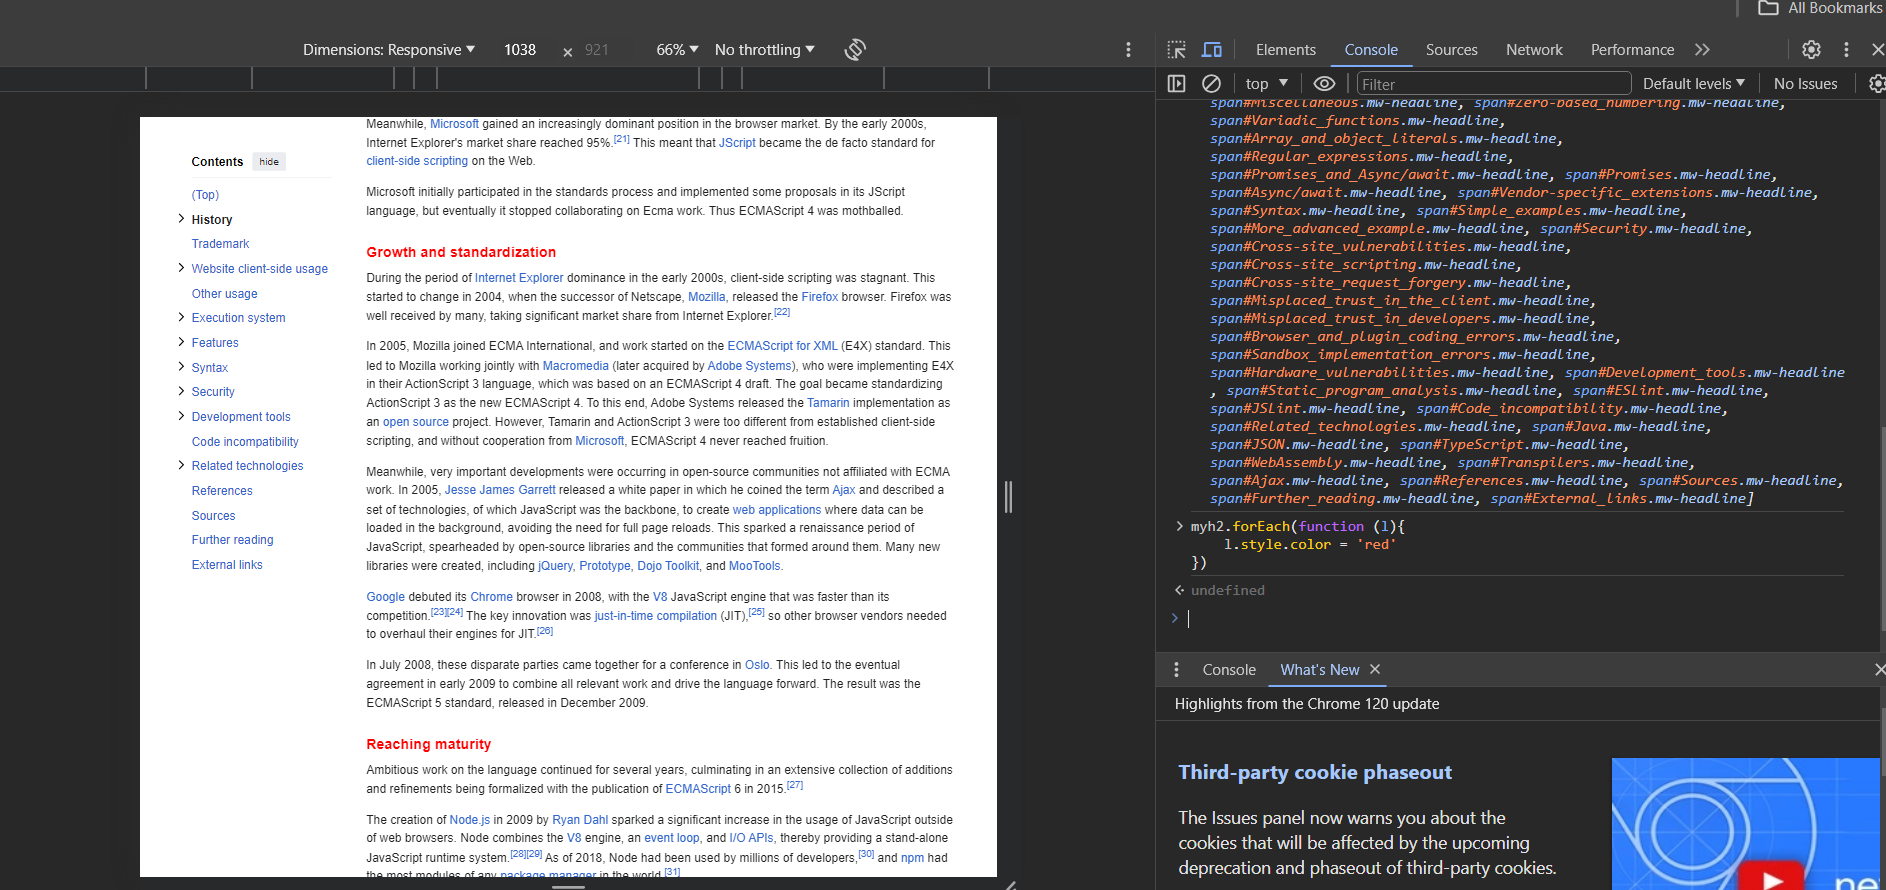 All Bookmarks
Dimensions: Responsive 1038 × 921 66% No throttling
Elements Console Sources Network Performance
top Filter Default levels No Issues
Contents hide
(Top)
History
Trademark
Website client-side usage
Other usage
Execution system
Features
Syntax
Security
Development tools
Code incompatibility
Related technologies
References
Sources
Further reading
External links
Meanwhile, Microsoft gained an increasingly dominant position in the browser market. By the early 2000s,
Internet Explorer's market share reached 95%.[21] This meant that JScript became the de facto standard for
client-side scripting on the Web.
Microsoft initially participated in the standards process and implemented some proposals in its JScript
language, but eventually it stopped collaborating on Ecma work. Thus ECMAScript 4 was mothballed.
Growth and standardization
During the period of Internet Explorer dominance in the early 2000s, client-side scripting was stagnant. This
started to change in 2004, when the successor of Netscape, Mozilla, released the Firefox browser. Firefox was
well received by many, taking significant market share from Internet Explorer.[22]
In 2005, Mozilla joined ECMA International, and work started on the ECMAScript for XML (E4X) standard. This
led to Mozilla working jointly with Macromedia (later acquired by Adobe Systems), who were implementing E4X
in their ActionScript 3 language, which was based on an ECMAScript 4 draft. The goal became standardizing
ActionScript 3 as the new ECMAScript 4. To this end, Adobe Systems released the Tamarin implementation as
an open source project. However, Tamarin and ActionScript 3 were too different from established client-side
scripting, and without cooperation from Microsoft, ECMAScript 4 never reached fruition.
Meanwhile, very important developments were occurring in open-source communities not affiliated with ECMA
work. In 2005, Jesse James Garrett released a white paper in which he coined the term Ajax and described a
set of technologies, of which JavaScript was the backbone, to create web applications where data can be
loaded in the background, avoiding the need for full page reloads. This sparked a renaissance period of
JavaScript, spearheaded by open-source libraries and the communities that formed around them. Many new
libraries were created, including jQuery, Prototype, Dojo Toolkit, and MooTools.
Google debuted its Chrome browser in 2008, with the V8 JavaScript engine that was faster than its
competition.[23][24] The key innovation was just-in-time compilation (JIT),[25] so other browser vendors needed
to overhaul their engines for JIT.[26]
In July 2008, these disparate parties came together for a conference in Oslo. This led to the eventual
agreement in early 2009 to combine all relevant work and drive the language forward. The result was the
ECMAScript 5 standard, released in December 2009.
Reaching maturity
Ambitious work on the language continued for several years, culminating in an extensive collection of additions
and refinements being formalized with the publication of ECMAScript 6 in 2015.[27]
The creation of Node.js in 2009 by Ryan Dahl sparked a significant increase in the usage of JavaScript outside
of web browsers. Node combines the V8 engine, an event loop, and I/O APIs, thereby providing a stand-alone
JavaScript runtime system.[28][29] As of 2018, Node had been used by millions of developers,[30] and npm had
the most modules of any package manager in the world.[31]
span#Miscellaneous.mw-headline, span#Zero-based_numbering.mw-headline,
span#Variadic_functions.mw-headline,
span#Array_and_object_literals.mw-headline,
span#Regular_expressions.mw-headline,
span#Promises_and_Async/await.mw-headline, span#Promises.mw-headline,
span#Async/await.mw-headline, span#Vendor-specific_extensions.mw-headline,
span#Syntax.mw-headline, span#Simple_examples.mw-headline,
span#More_advanced_example.mw-headline, span#Security.mw-headline,
span#Cross-site_vulnerabilities.mw-headline,
span#Cross-site_scripting.mw-headline,
span#Cross-site_request_forgery.mw-headline,
span#Misplaced_trust_in_the_client.mw-headline,
span#Misplaced_trust_in_developers.mw-headline,
span#Browser_and_plugin_coding_errors.mw-headline,
span#Sandbox_implementation_errors.mw-headline,
span#Hardware_vulnerabilities.mw-headline, span#Development_tools.mw-headline
, span#Static_program_analysis.mw-headline, span#ESLint.mw-headline,
span#JSLint.mw-headline, span#Code_incompatibility.mw-headline,
span#Related_technologies.mw-headline, span#Java.mw-headline,
span#JSON.mw-headline, span#TypeScript.mw-headline,
span#WebAssembly.mw-headline, span#Transpilers.mw-headline,
span#Ajax.mw-headline, span#References.mw-headline, span#Sources.mw-headline,
span#Further_reading.mw-headline, span#External_links.mw-headline]
myh2.forEach(function (l){
l.style.color = 'red'
})
undefined
Console What's New
Highlights from the Chrome 120 update
Third-party cookie phaseout
The Issues panel now warns you about the
cookies that will be affected by the upcoming
deprecation and phaseout of third-party cookies.
ne